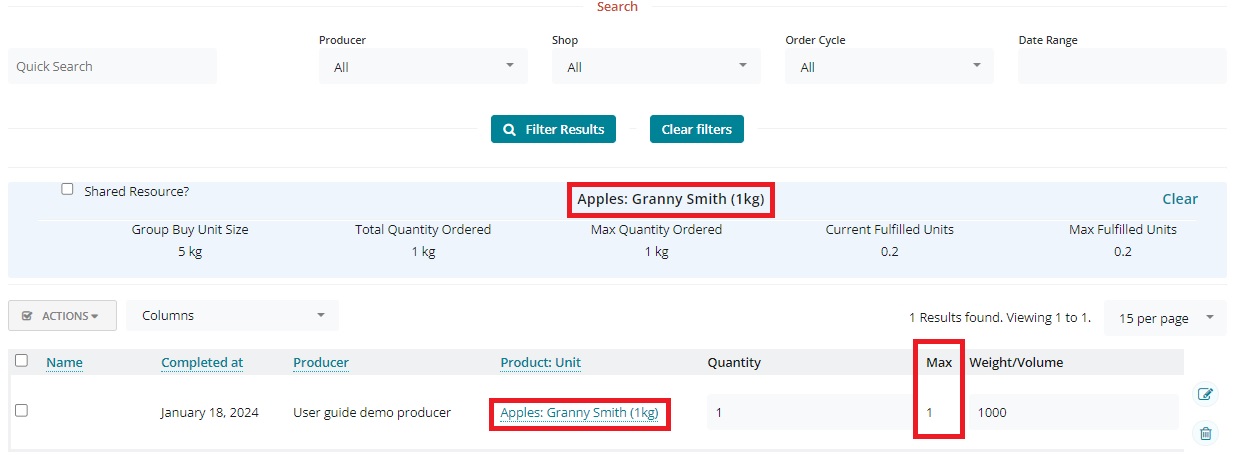 Search
Producer Shop Order Cycle Date Range
Quick Search All All All
Filter Results Clear filters
Shared Resource? Apples: Granny Smith (1kg) Clear
Group Buy Unit Size Total Quantity Ordered Max Quantity Ordered Current Fulfilled Units Max Fulfilled Units
5 kg 1 kg 1 kg 0.2 0.2
ACTIONS Columns 1 Results found. Viewing 1 to 1. 15 per page
Name Completed at Producer Product: Unit Quantity Max Weight/Volume
January 18, 2024 User guide demo producer Apples: Granny Smith (1kg) 1 1 1000